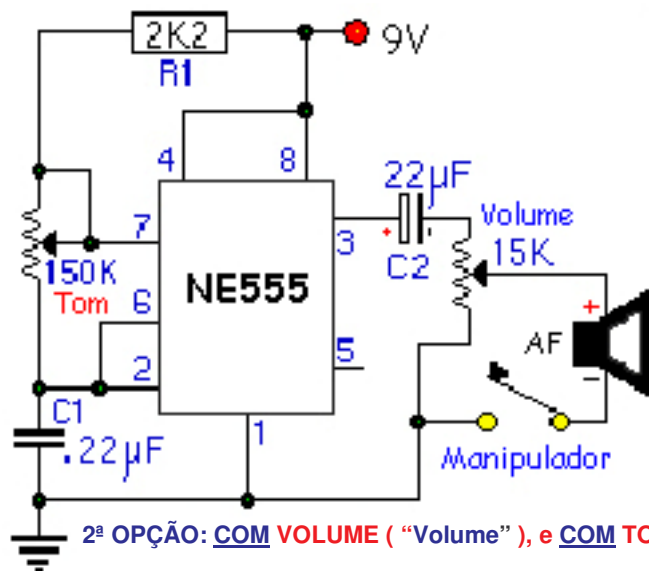 2K2
9V
R1
4
8
22µF
7
3
Volume
15K
C2
150K
Tom
NE555
6
5
2
AF
+
-
C1
.22µF
1
Manipulador
2ª OPÇÃO: COM VOLUME ( “Volume” ), e COM TO